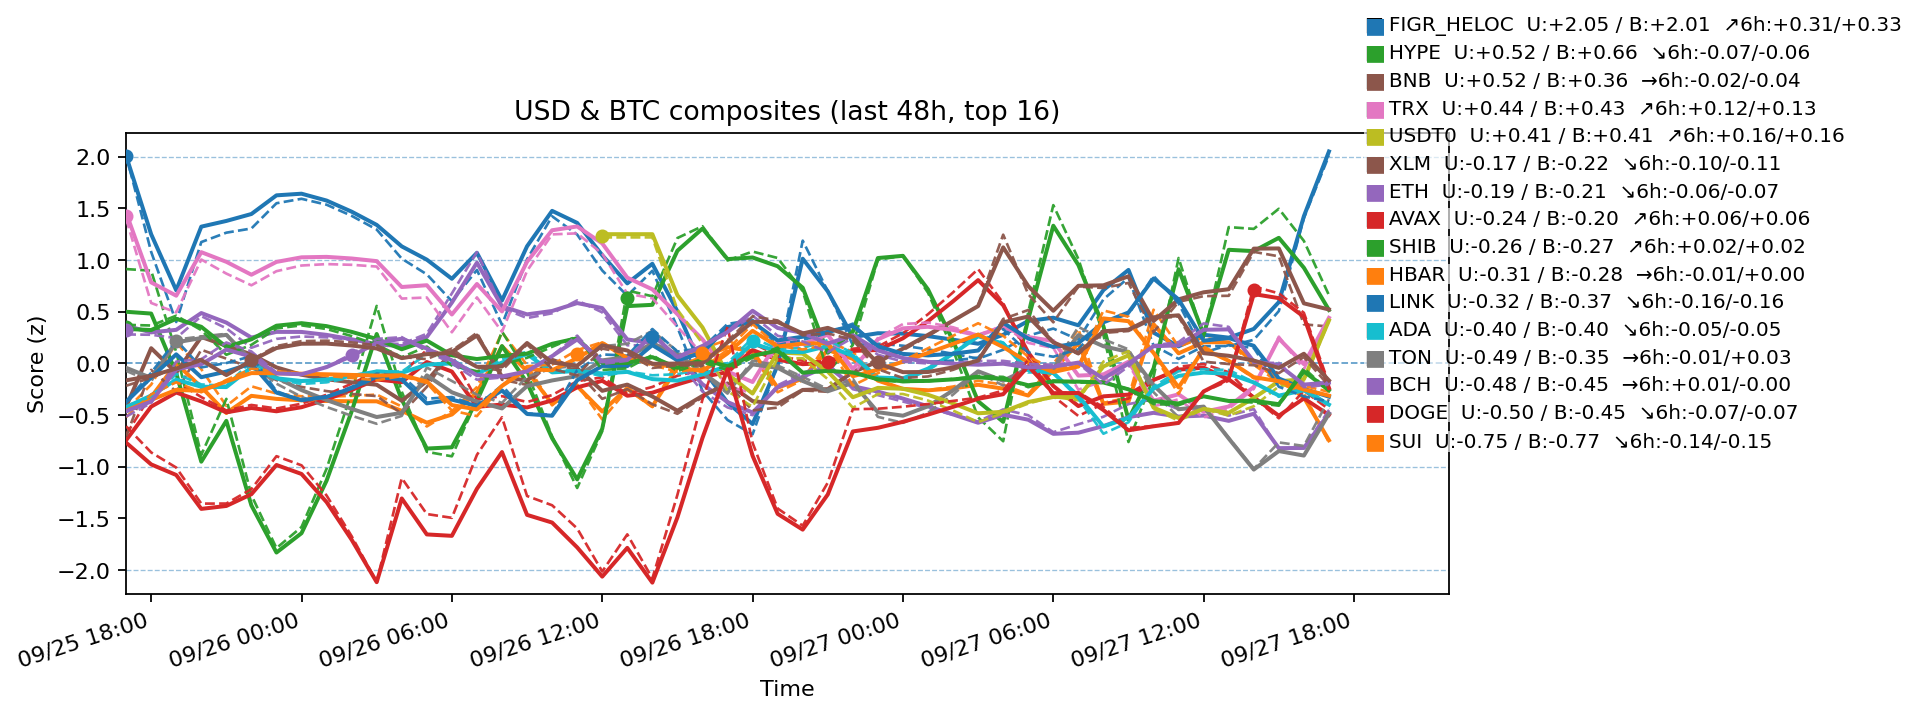 FIGR_HELOC U:+2.05 / B:+2.01 ↗6h:+0.31/+0.33
HYPE U:+0.52 / B:+0.66 ↘6h:-0.07/-0.06
BNB U:+0.52 / B:+0.36 →6h:-0.02/-0.04
TRX U:+0.44 / B:+0.43 ↗6h:+0.12/+0.13
USDT0 U:+0.41 / B:+0.41 ↗6h:+0.16/+0.16
XLM U:-0.17 / B:-0.22 ↘6h:-0.10/-0.11
ETH U:-0.19 / B:-0.21 ↘6h:-0.06/-0.07
AVAX U:-0.24 / B:-0.20 ↗6h:+0.06/+0.06
SHIB U:-0.26 / B:-0.27 ↗6h:+0.02/+0.02
HBAR U:-0.31 / B:-0.28 →6h:-0.01/+0.00
LINK U:-0.32 / B:-0.37 ↘6h:-0.16/-0.16
ADA U:-0.40 / B:-0.40 ↘6h:-0.05/-0.05
TON U:-0.49 / B:-0.35 →6h:-0.01/+0.03
BCH U:-0.48 / B:-0.45 →6h:+0.01/-0.00
DOGE U:-0.50 / B:-0.45 ↘6h:-0.07/-0.07
SUI U:-0.75 / B:-0.77 ↘6h:-0.14/-0.15
USD & BTC composites (last 48h, top 16)
Score (z)
2.0
1.5
1.0
0.5
0.0
−0.5
−1.0
−1.5
−2.0
09/25 18:00
09/26 00:00
09/26 06:00
09/26 12:00
09/26 18:00
09/27 00:00
09/27 06:00
09/27 12:00
09/27 18:00
Time